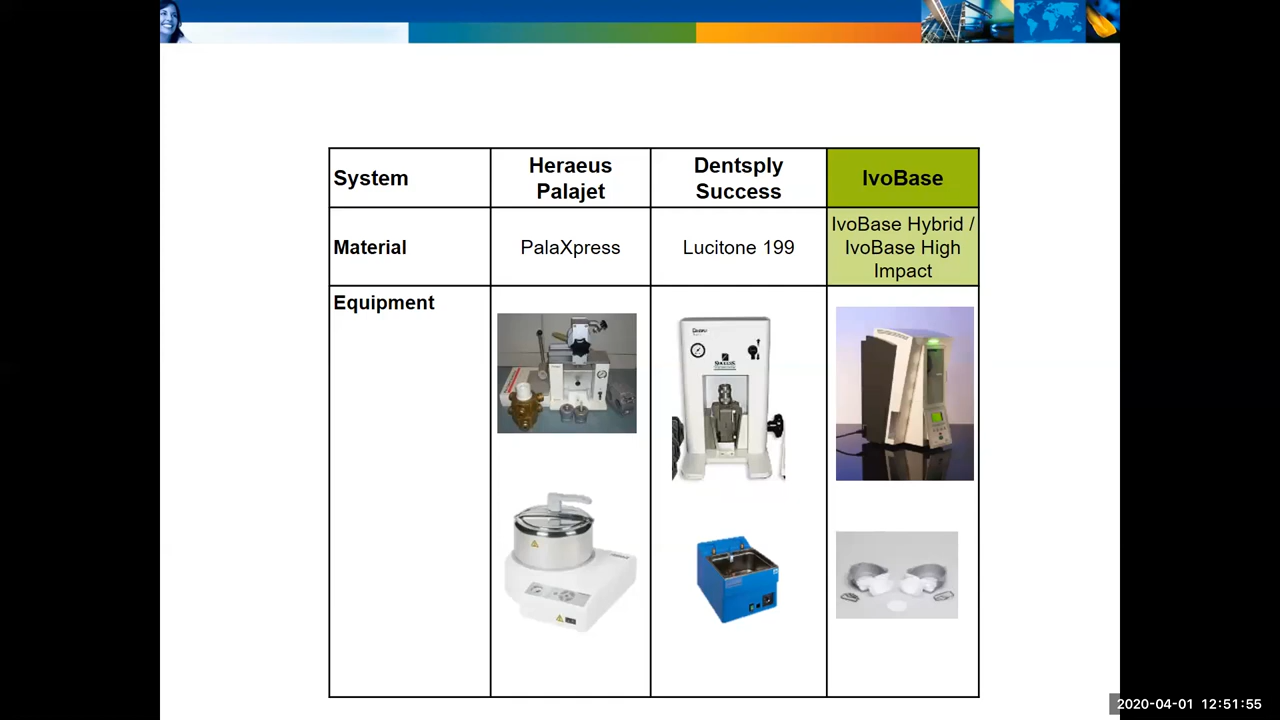 System
Heraeus
Palajet
Dentsply
Success
IvoBase
Material
PalaXpress
Lucitone 199
IvoBase Hybrid /
IvoBase High
Impact
Equipment
2020-04-01 12:51:55